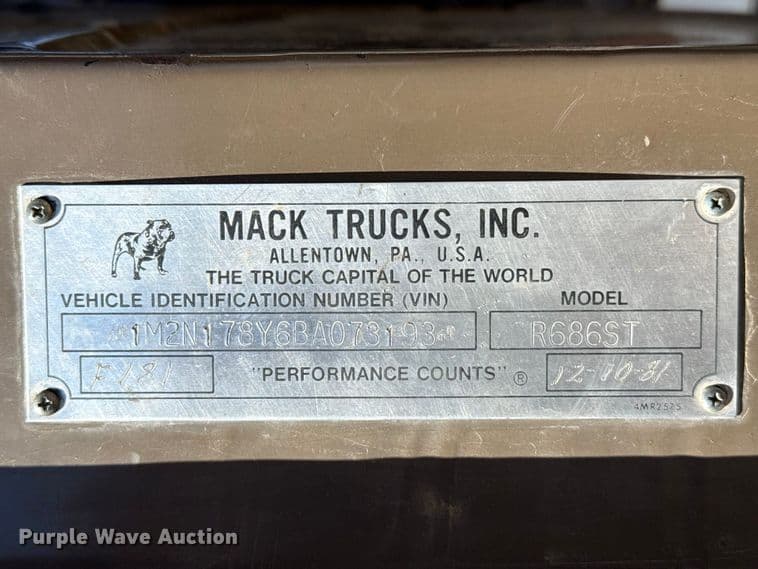 MACK TRUCKS, INC.
ALLENTOWN, PA., U.S.A.
THE TRUCK CAPITAL OF THE WORLD
VEHICLE IDENTIFICATION NUMBER (VIN) MODEL
1M2N178Y6BA073193 R686ST
F181 "PERFORMANCE COUNTS" ® 12-10-81
4MR2525
Purple Wave Auction®